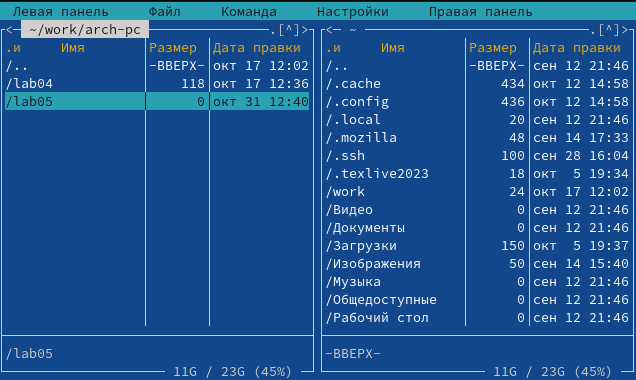 Левая панель Файл Команда Настройки Правая панель
<─ ~/work/arch-pc .[^]>
.и Имя Размер Дата правки
/.. -ВВЕРХ- окт 17 12:02
/lab04 118 окт 17 12:36
/lab05 0 окт 31 12:40
/lab05
11G / 23G (45%)
<─ ~ .[^]>
.и Имя Размер Дата правки
/.. -ВВЕРХ- сен 12 21:46
/.cache 434 окт 12 14:58
/.config 436 окт 12 14:58
/.local 20 сен 12 21:46
/.mozilla 48 сен 14 17:33
/.ssh 100 сен 28 16:04
/.texlive2023 18 окт 5 19:34
/work 24 окт 17 12:02
/Видео 0 сен 12 21:46
/Документы 0 сен 12 21:46
/Загрузки 150 окт 5 19:37
/Изображения 50 сен 14 15:40
/Музыка 0 сен 12 21:46
/Общедоступные 0 сен 12 21:46
/Рабочий стол 0 сен 12 21:46
-ВВЕРХ-
11G / 23G (45%)